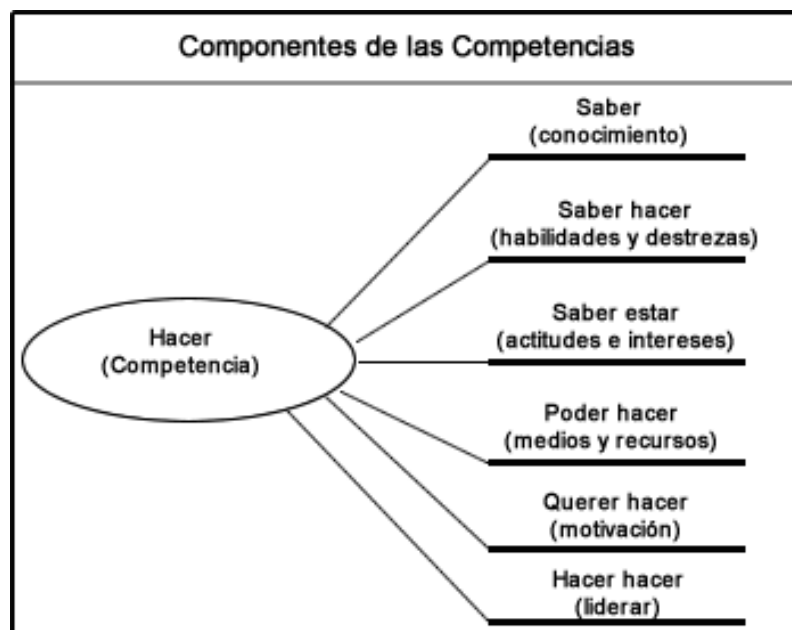 Componentes de las Competencias
Saber
(conocimiento)
Saber hacer
(habilidades y destrezas)
Hacer
(Competencia)
Saber estar
(actitudes e intereses)
Poder hacer
(medios y recursos)
Querer hacer
(motivación)
Hacer hacer
(liderar)